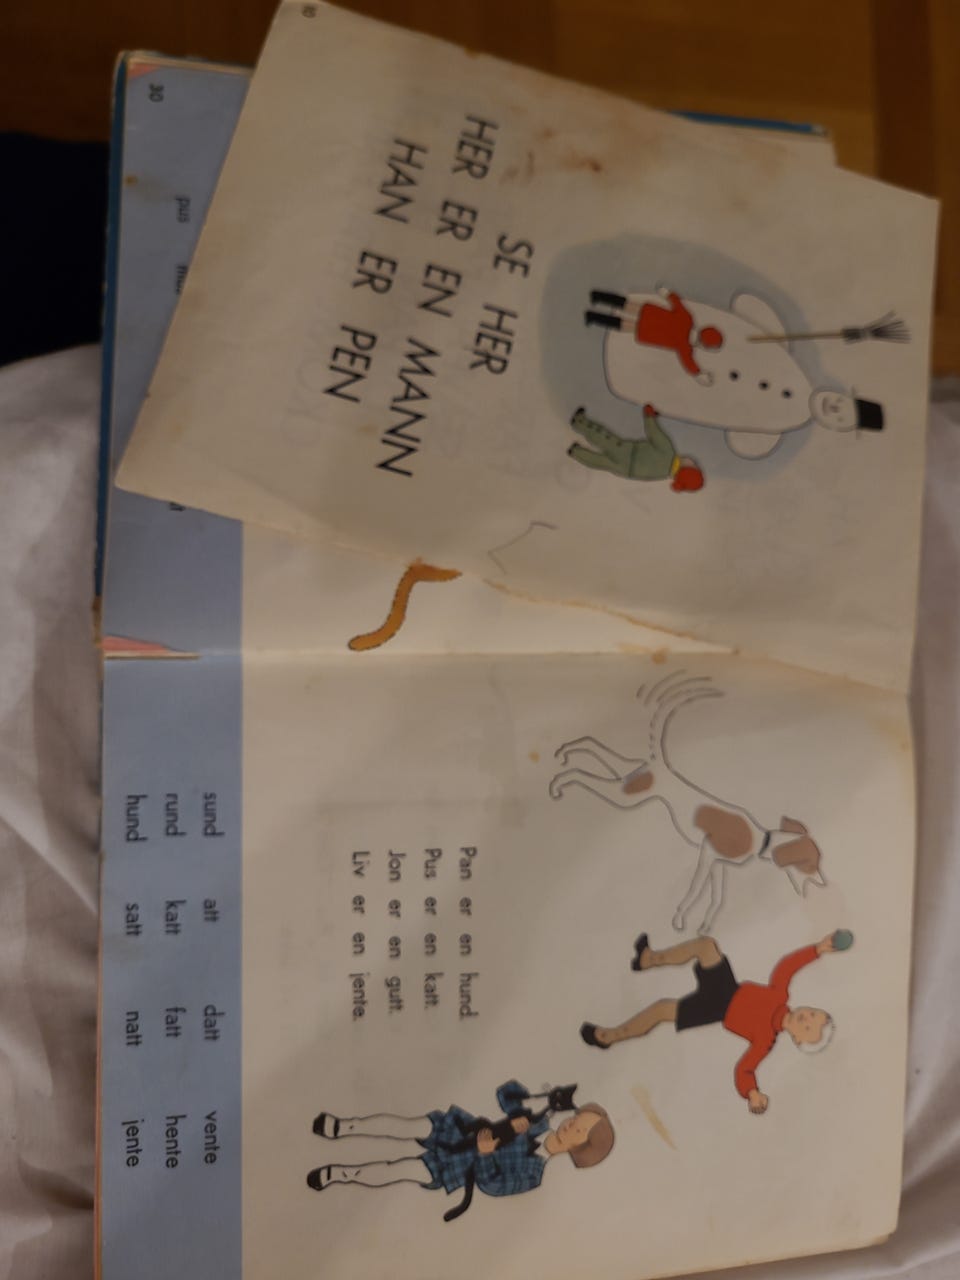 SE HER
HER ER EN MANN
HAN ER PEN
10
30
pus
Pan er en hund.
Pus er en katt.
Jon er en gutt.
Liv er en jente.
sund att datt vente
rund katt fatt hente
hund satt natt jente